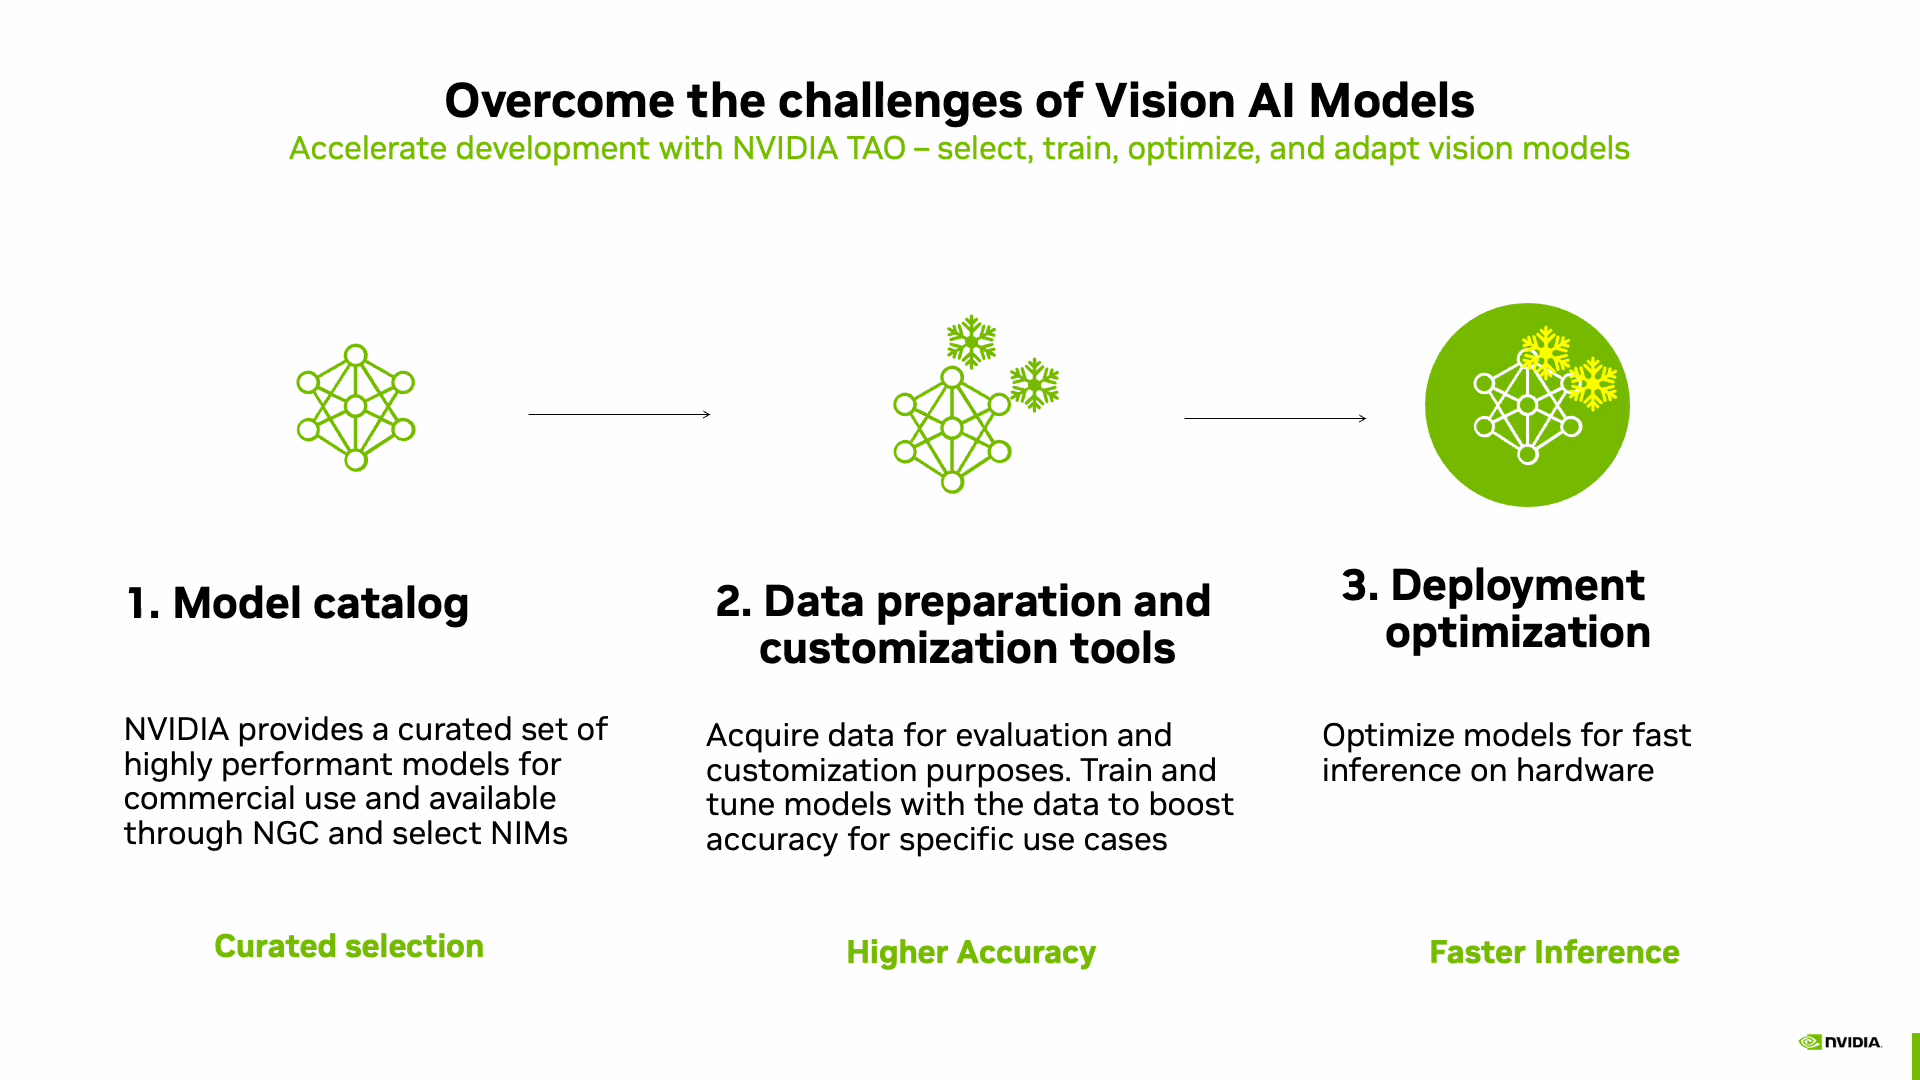 Overcome the challenges of Vision AI Models
Accelerate development with NVIDIA TAO – select, train, optimize, and adapt vision models
1. Model catalog
NVIDIA provides a curated set of
highly performant models for
commercial use and available
through NGC and select NIMs
Curated selection
2. Data preparation and
customization tools
Acquire data for evaluation and
customization purposes. Train and
tune models with the data to boost
accuracy for specific use cases
Higher Accuracy
3. Deployment
optimization
Optimize models for fast
inference on hardware
Faster Inference
NVIDIA.